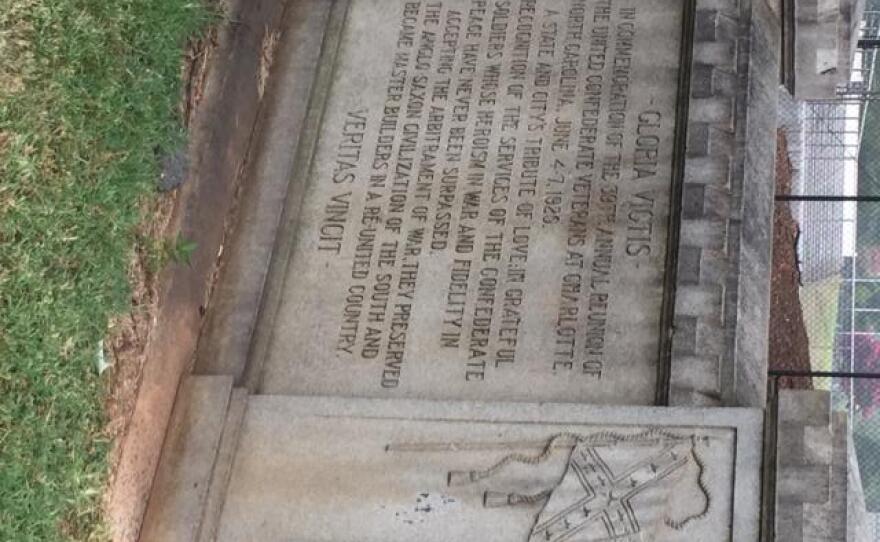 - GLORIA VICTIS -
IN COMMEMORATION OF THE 39TH ANNUAL REUNION OF
THE UNITED CONFEDERATE VETERANS AT CHARLOTTE,
NORTH CAROLINA, JUNE 4-7, 1929.
A STATE AND CITY'S TRIBUTE OF LOVE; IN GRATEFUL
RECOGNITION OF THE SERVICES OF THE CONFEDERATE
SOLDIERS WHOSE HEROISM IN WAR AND FIDELITY IN
PEACE HAVE NEVER BEEN SURPASSED.
ACCEPTING THE ARBITRAMENT OF WAR, THEY PRESERVED
THE ANGLO SAXON CIVILIZATION OF THE SOUTH AND
BECAME MASTER BUILDERS IN A RE-UNITED COUNTRY.
VERITAS VINCIT -